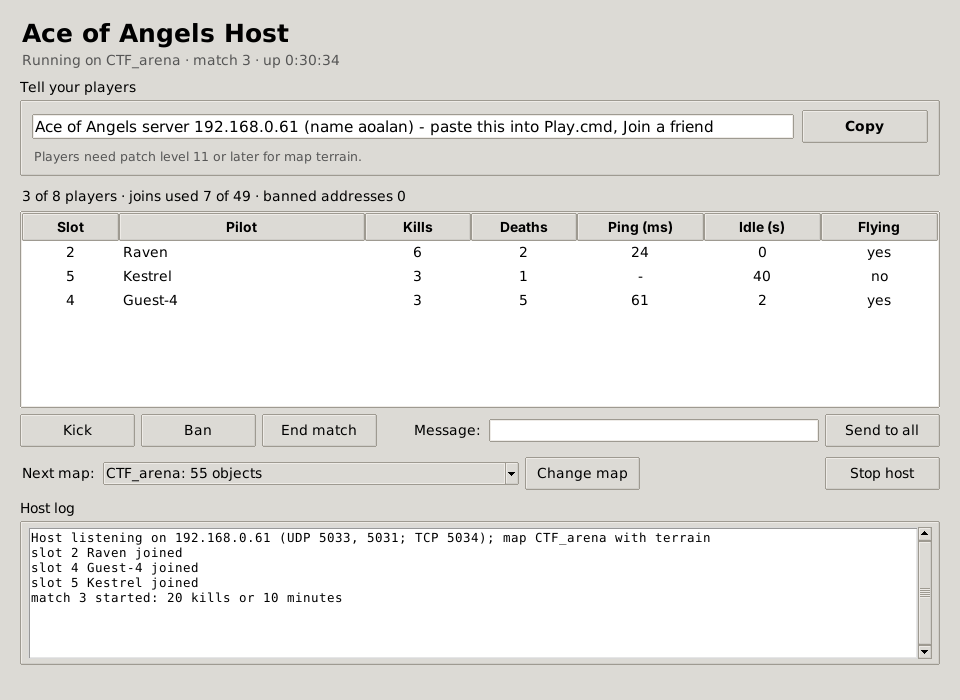 Ace of Angels Host
Running on CTF_arena · match 3 · up 0:30:34
Tell your players
Ace of Angels server 192.168.0.61 (name aoalan) - paste this into Play.cmd, Join a friend
Copy
Players need patch level 11 or later for map terrain.
3 of 8 players · joins used 7 of 49 · banned addresses 0
Slot Pilot Kills Deaths Ping (ms) Idle (s) Flying
2 Raven 6 2 24 0 yes
5 Kestrel 3 1 - 40 no
4 Guest-4 3 5 61 2 yes
Kick Ban End match Message: Send to all
Next map: CTF_arena: 55 objects Change map Stop host
Host log
Host listening on 192.168.0.61 (UDP 5033, 5031; TCP 5034); map CTF_arena with terrain
slot 2 Raven joined
slot 4 Guest-4 joined
slot 5 Kestrel joined
match 3 started: 20 kills or 10 minutes